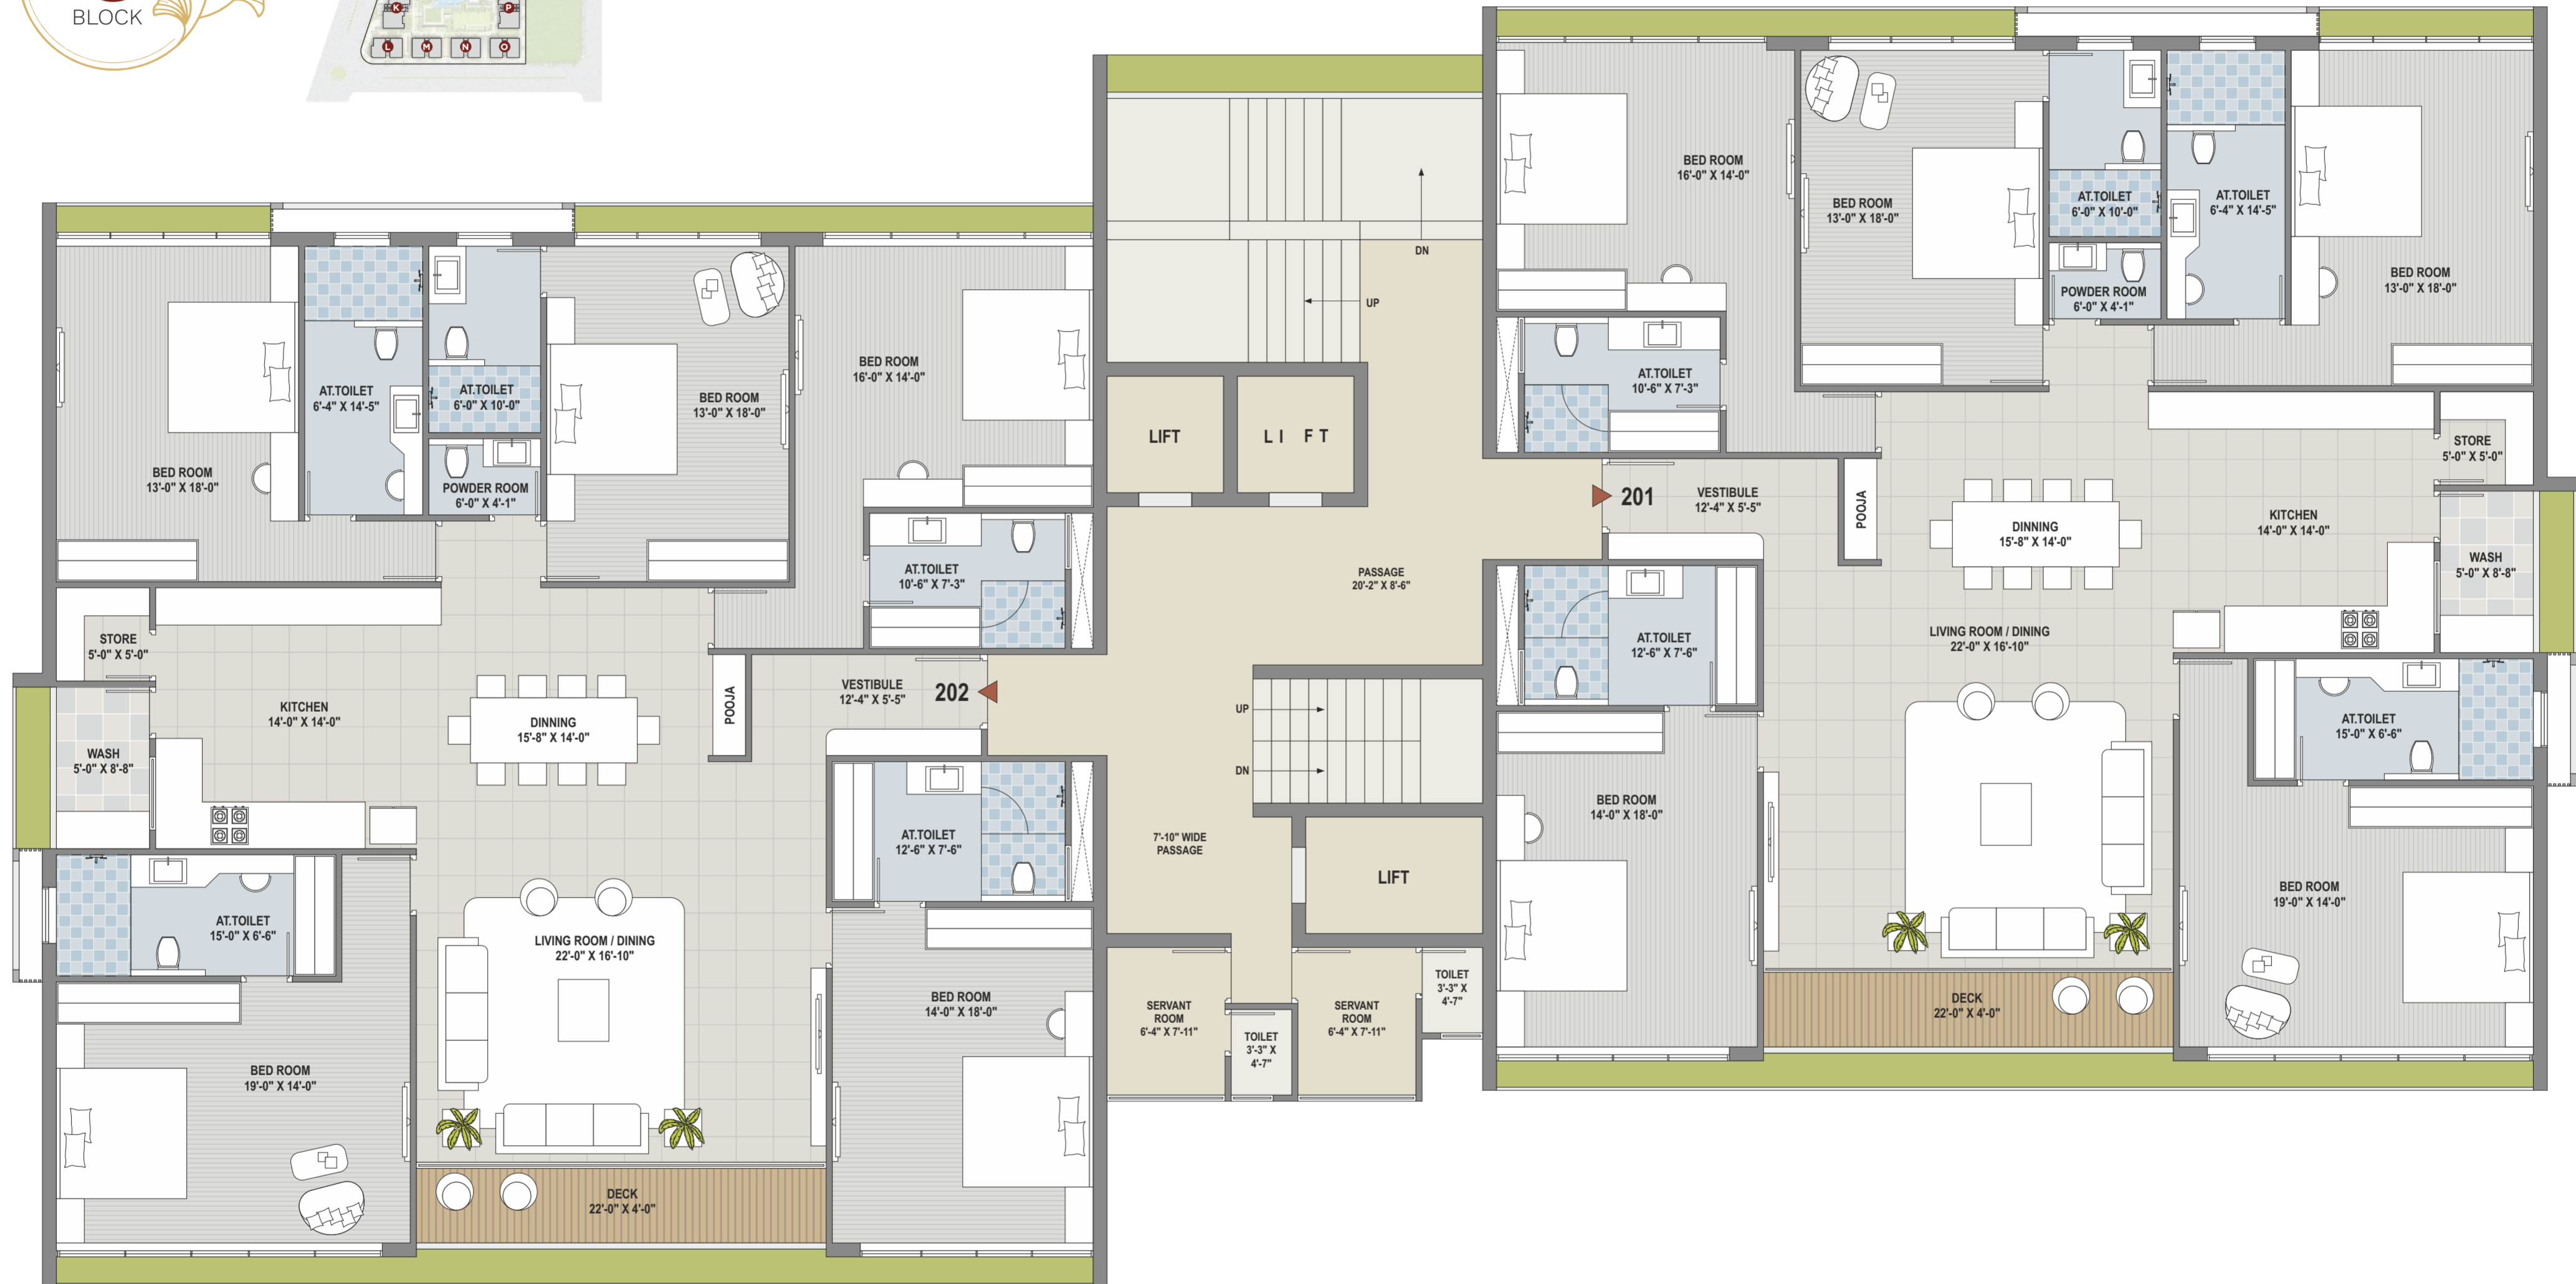 BLOCK
K
P
L
M
N
O
BED ROOM
16'-0" X 14'-0"
BED ROOM
13'-0" X 18'-0"
AT.TOILET
6'-0" X 10'-0"
AT.TOILET
6'-4" X 14'-5"
POWDER ROOM
6'-0" X 4'-1"
BED ROOM
13'-0" X 18'-0"
DN
UP
AT.TOILET
10'-6" X 7'-3"
LIFT
LI FT
201
VESTIBULE
12'-4" X 5'-5"
POOJA
DINNING
15'-8" X 14'-0"
KITCHEN
14'-0" X 14'-0"
STORE
5'-0" X 5'-0"
WASH
5'-0" X 8'-8"
PASSAGE
20'-2" X 8'-6"
AT.TOILET
12'-6" X 7'-6"
LIVING ROOM / DINING
22'-0" X 16'-10"
AT.TOILET
15'-0" X 6'-6"
BED ROOM
14'-0" X 18'-0"
BED ROOM
19'-0" X 14'-0"
DECK
22'-0" X 4'-0"
BED ROOM
13'-0" X 18'-0"
AT.TOILET
6'-4" X 14'-5"
AT.TOILET
6'-0" X 10'-0"
POWDER ROOM
6'-0" X 4'-1"
BED ROOM
13'-0" X 18'-0"
BED ROOM
16'-0" X 14'-0"
AT.TOILET
10'-6" X 7'-3"
STORE
5'-0" X 5'-0"
KITCHEN
14'-0" X 14'-0"
WASH
5'-0" X 8'-8"
DINNING
15'-8" X 14'-0"
POOJA
VESTIBULE
12'-4" X 5'-5"
202
UP
DN
AT.TOILET
12'-6" X 7'-6"
7'-10" WIDE
PASSAGE
LIFT
AT.TOILET
15'-0" X 6'-6"
LIVING ROOM / DINING
22'-0" X 16'-10"
BED ROOM
14'-0" X 18'-0"
BED ROOM
19'-0" X 14'-0"
DECK
22'-0" X 4'-0"
SERVANT
ROOM
6'-4" X 7'-11"
TOILET
3'-3" X
4'-7"
SERVANT
ROOM
6'-4" X 7'-11"
TOILET
3'-3" X
4'-7"